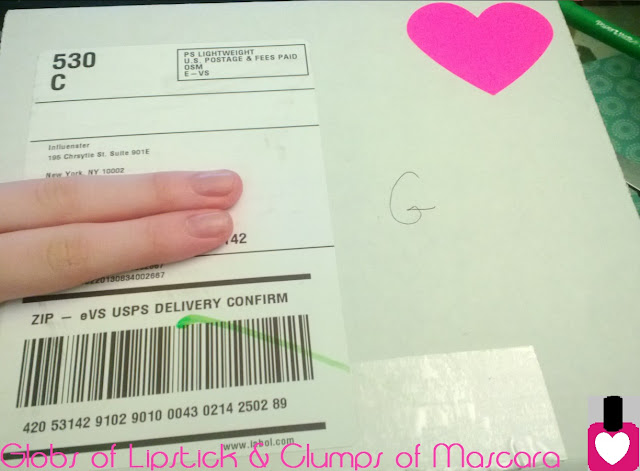 530
C
PS LIGHTWEIGHT
U.S. POSTAGE & FEES PAID
OSM
E-VS
Influenster
195 Chrsytie St. Suite 901E
New York, NY 10002
142
G
ZIP - eVS USPS DELIVERY CONFIRM
420 53142 9102 9010 0043 0214 2502 89
Globs of Lipstick & Clumps of Mascara